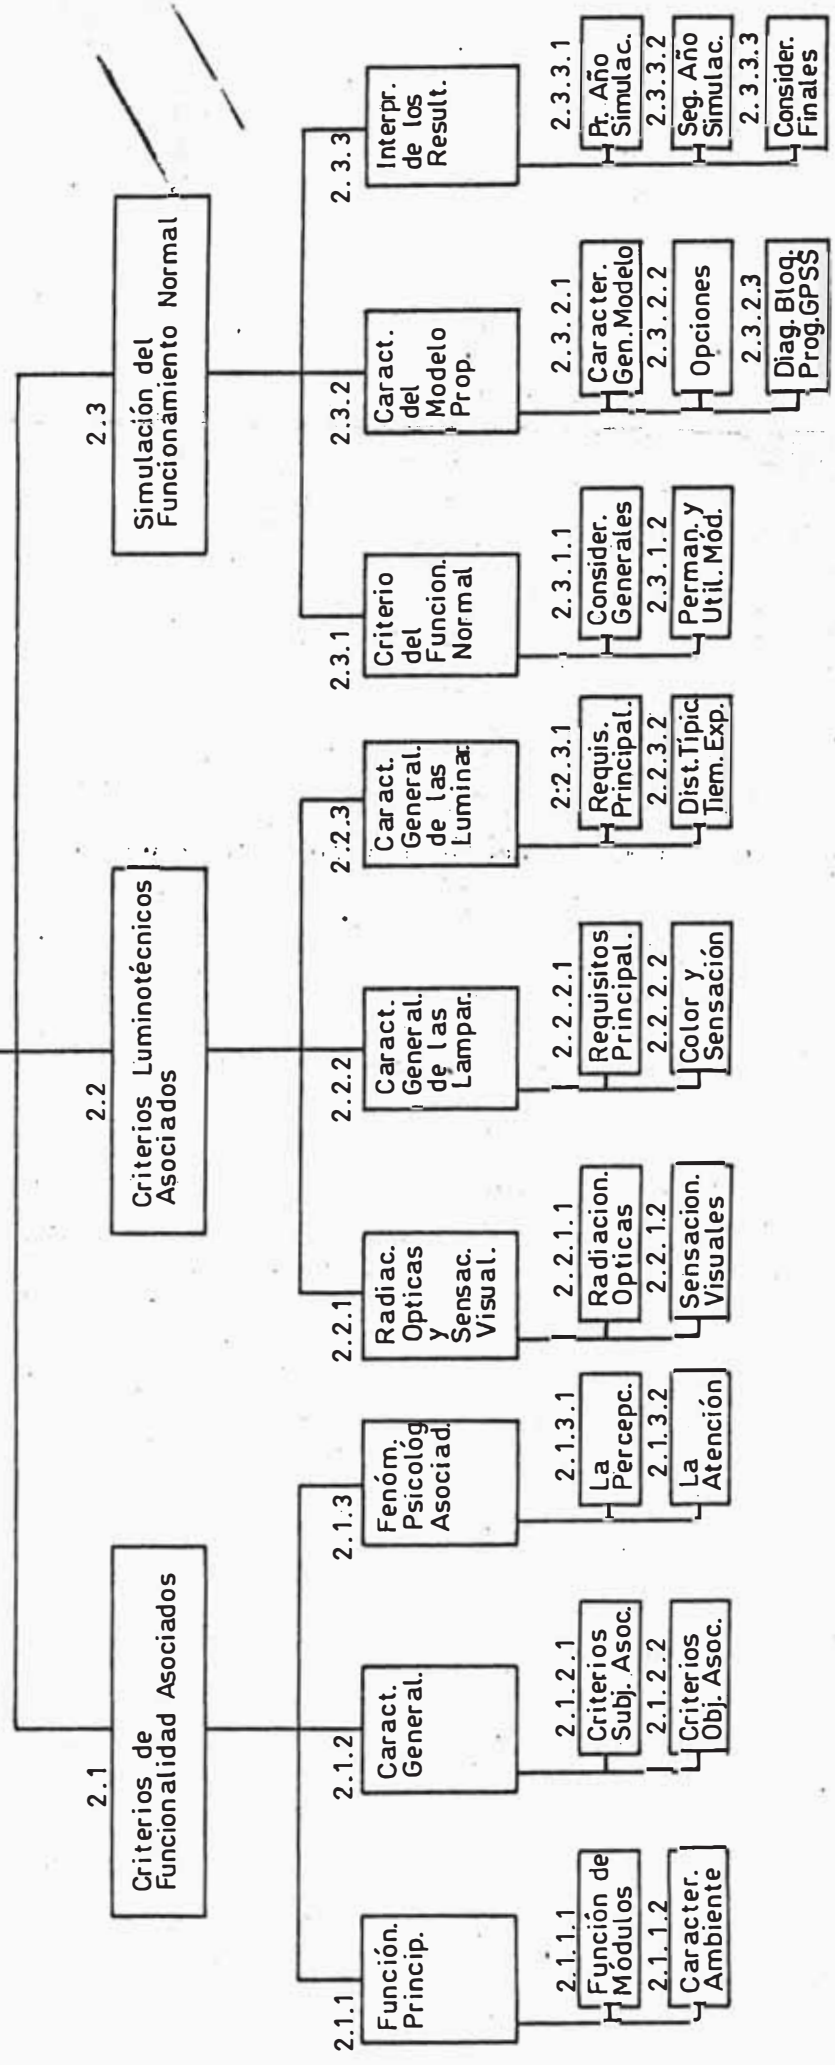 2.1
Criterios de
Funcionalidad Asociados
2.1.1
Función.
Princip.
2.1.1.1
Función de
Módulos
2.1.1.2
Caracter.
Ambiente
2.1.2
Caract.
General.
2.1.2.1
Criterios
Subj. Asoc.
2.1.2.2
Criterios
Obj. Asoc.
2.1.3
Fenóm.
Psicológ
Asociad.
2.1.3.1
La
Percepc.
2.1.3.2
La
Atención
2.2
Criterios Luminotécnicos
Asociados
2.2.1
Radiac.
Opticas
y
Sensac.
Visual.
2.2.1.1
Radiacion.
Opticas
2.2.1.2
Sensacion.
Visuales
2.2.2
Caract.
General.
de las
Lampar.
2.2.2.1
Requisitos
Principal.
2.2.2.2
Color y
Sensación
2.2.3
Caract.
General.
de las
Luminar.
2.2.3.1
Requis.
Principal.
2.2.3.2
Dist.Típic.
Tiem. Exp.
2.3
Simulación del
Funcionamiento Normal
2.3.1
Criterio
del
Funcion.
Normal
2.3.1.1
Consider.
Generales
2.3.1.2
Perman. y
Util. Mód.
2.3.2
Caract.
del
Modelo
Prop.
2.3.2.1
Caracter.
Gen.Modelo
2.3.2.2
Opciones
2.3.2.3
Diag. Bloq.
Prog.GPSS
2.3.3
Interpr.
de los
Result.
2.3.3.1
Pr. Año
Simulac.
2.3.3.2
Seg. Año
Simulac.
2.3.3.3
Consider.
Finales